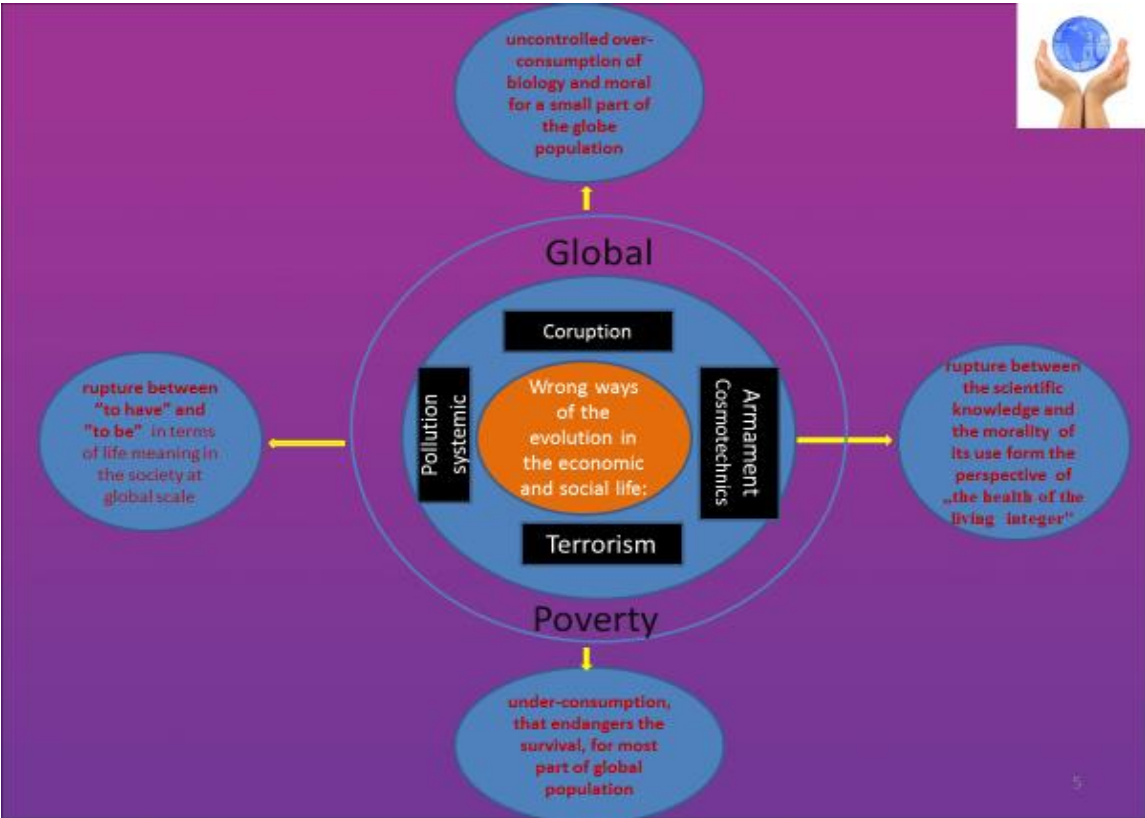 uncontrolled over-
consumption of
biology and moral
for a small part of
the globe
population
Global
Coruption
rupture between
"to have" and
"to be" in terms
of life meaning in
the society at
global scale
Pollution
systenic
Wrong ways
of the
evolution in
the economic
and social life:
Armament
Cosmotechnics
rupture between
the scientific
knowledge and
the morality of
its use form the
perspective of
„the health of the
living integer"
Terrorism
Poverty
under-consumption,
that endangers the
survival, for most
part of global
population
5